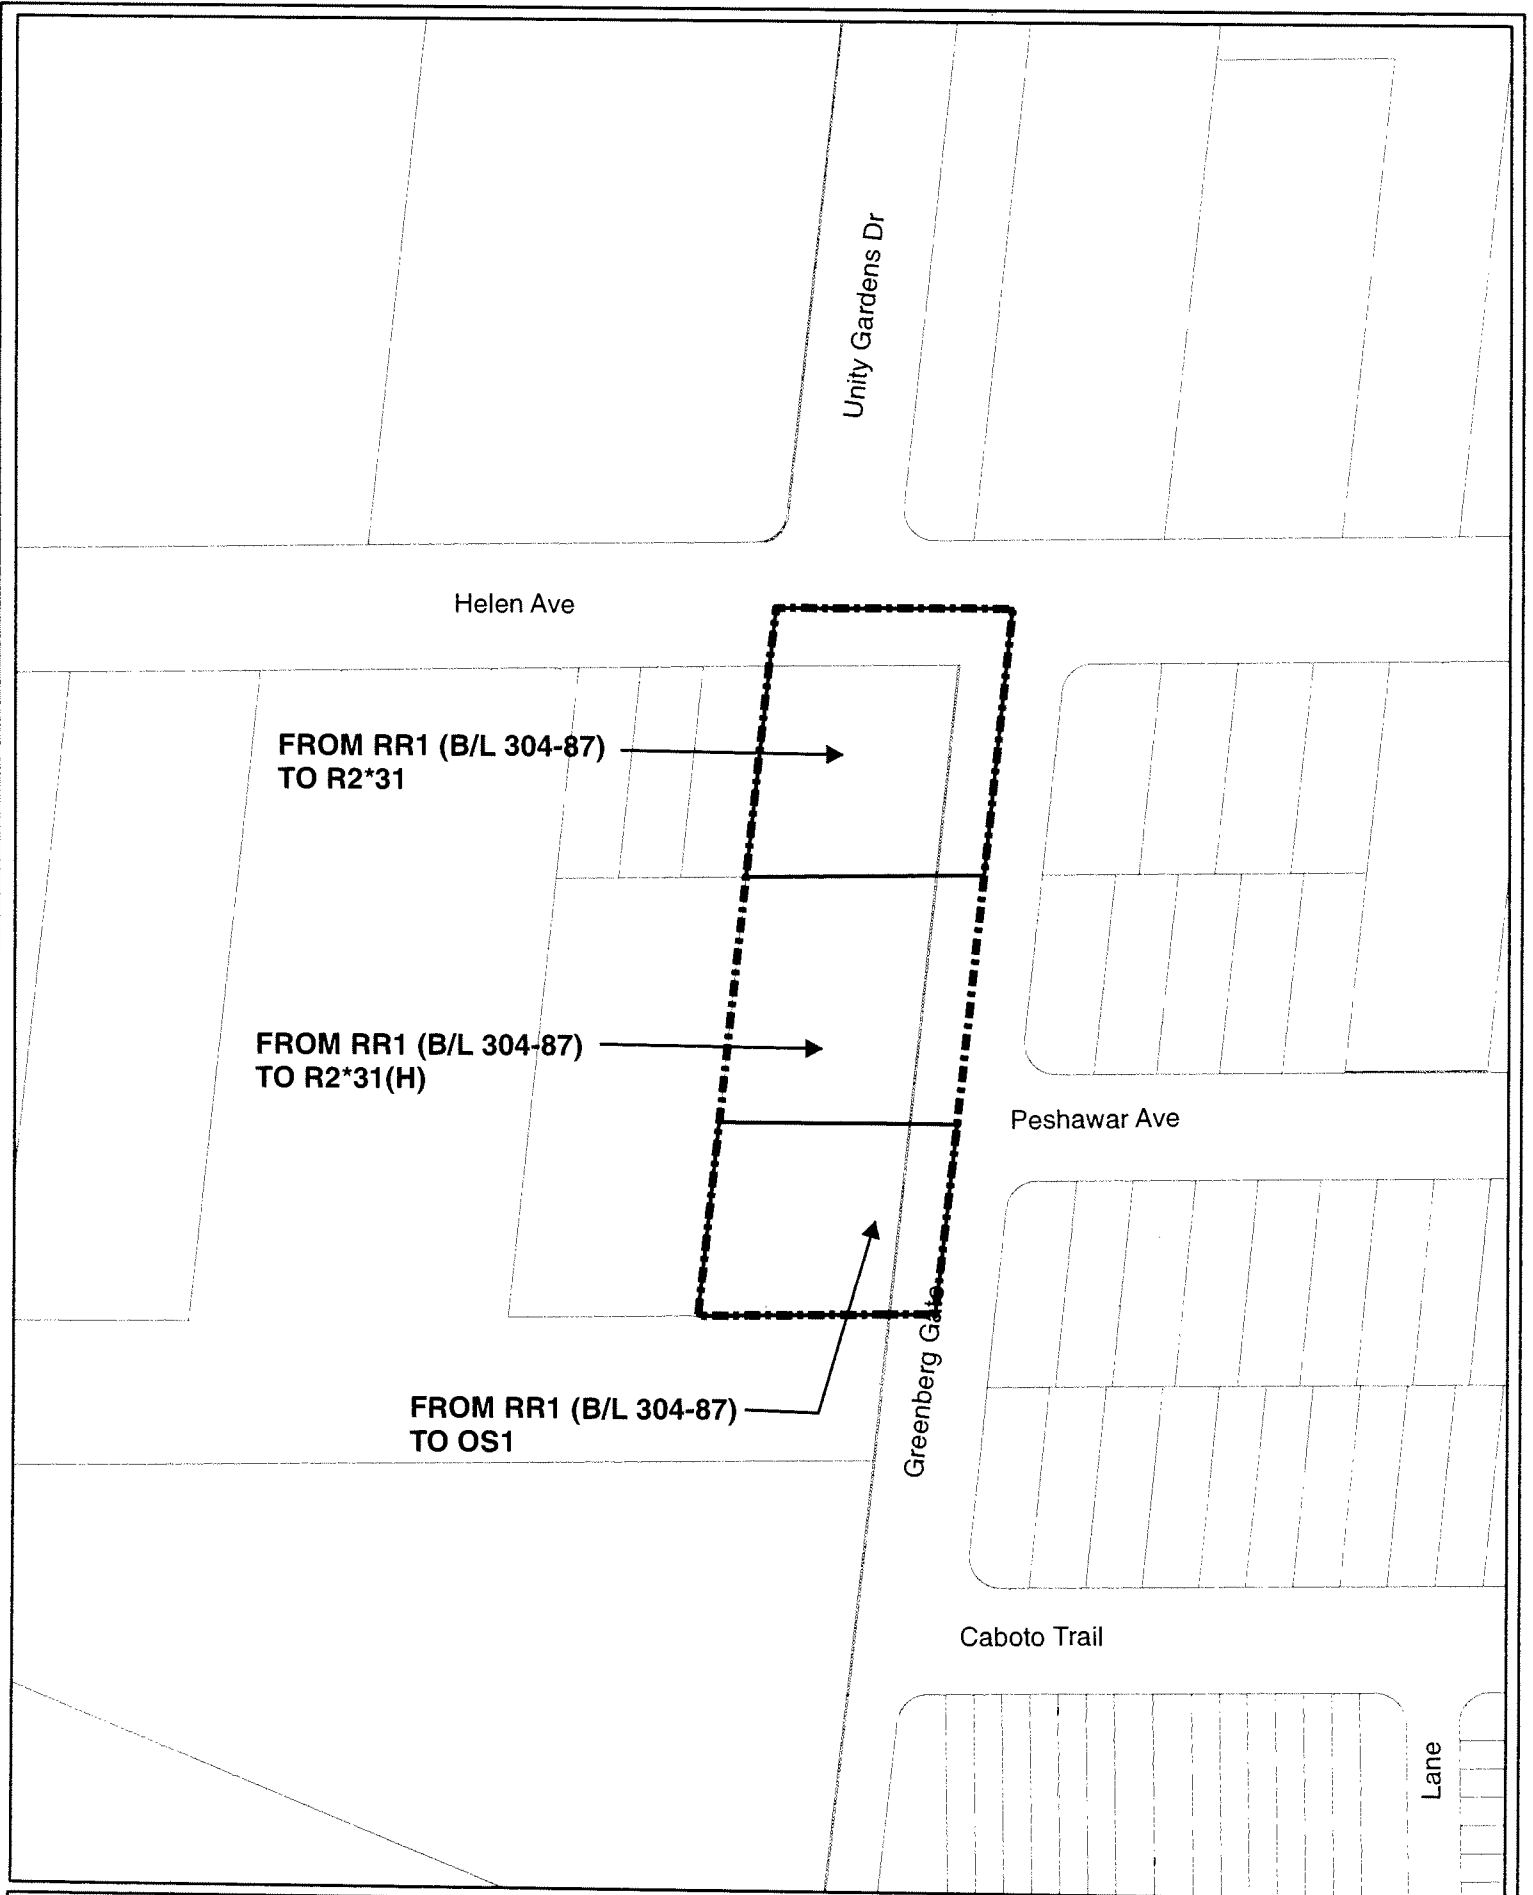 Unity Gardens Dr
Helen Ave
FROM RR1 (B/L 304-87)
TO R2*31
FROM RR1 (B/L 304-87)
TO R2*31(H)
Peshawar Ave
Greenberg Gate
FROM RR1 (B/L 304-87)
TO OS1
Caboto Trail
Lane